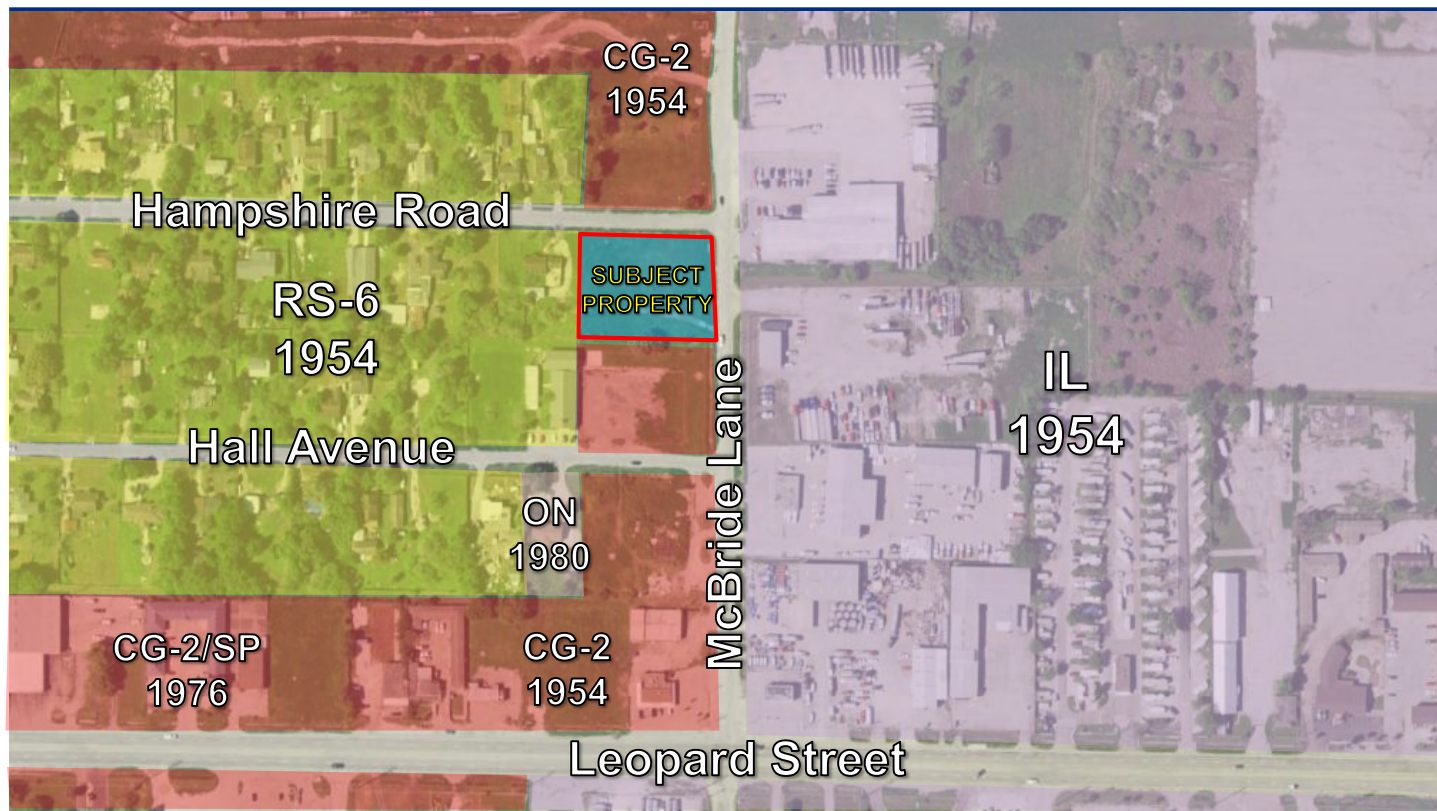 CG-2
1954
Hampshire Road
SUBJECT
PROPERTY
RS-6
1954
IL
1954
McBride Lane
Hall Avenue
ON
1980
CG-2/SP
1976
CG-2
1954
Leopard Street